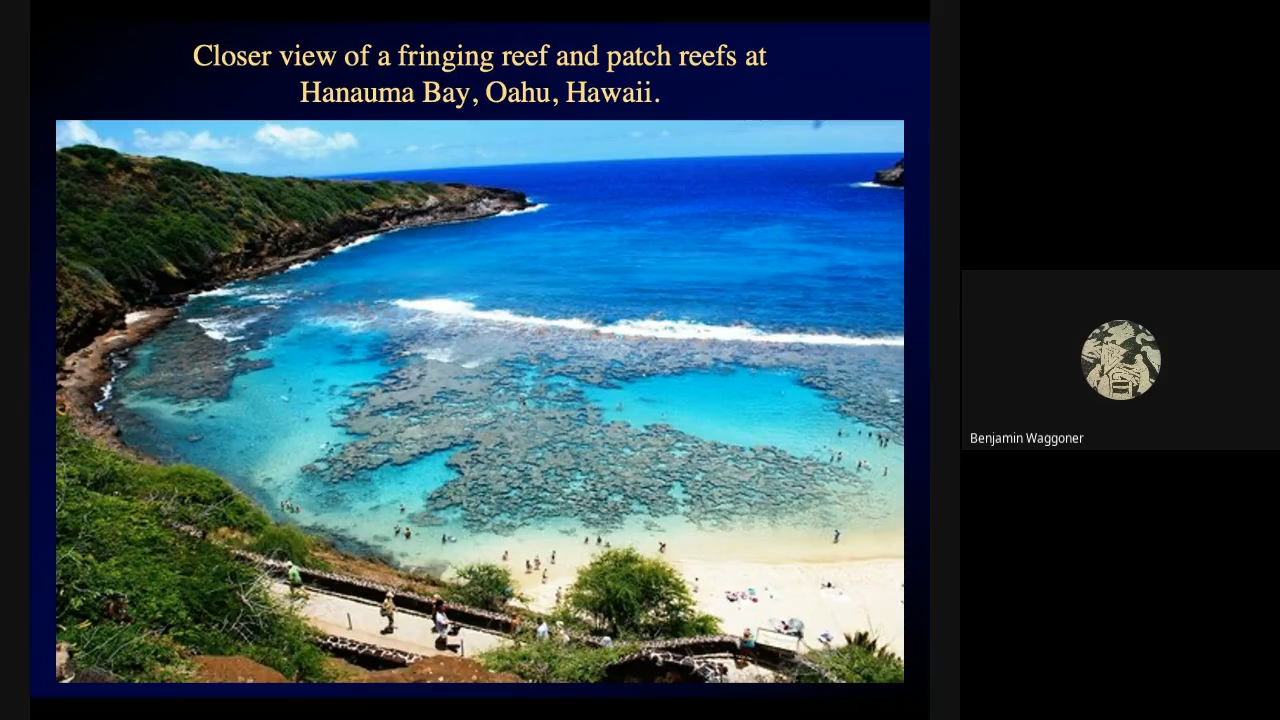 Closer view of a fringing reef and patch reefs at
Hanauma Bay, Oahu, Hawaii.
Benjamin Waggoner